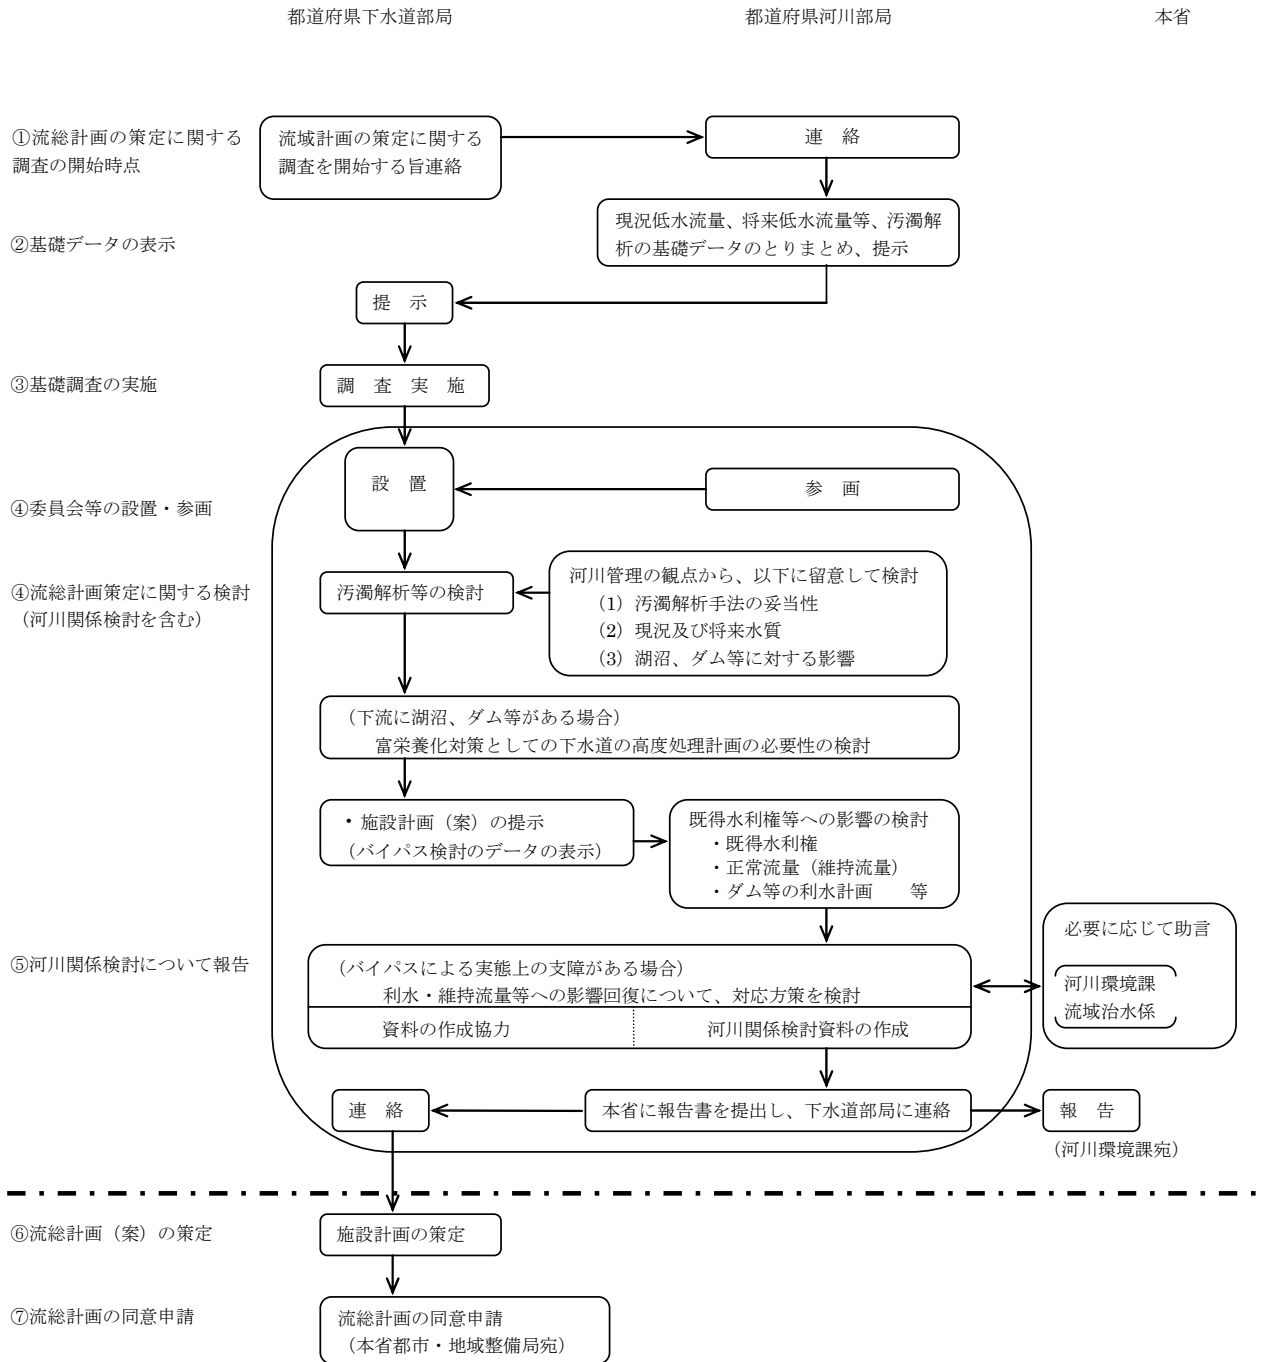 都道府県下水道部局
都道府県河川部局
本省
①流総計画の策定に関する
調査の開始時点
流域計画の策定に関する
調査を開始する旨連絡
連　絡
②基礎データの表示
現況低水流量、将来低水流量等、汚濁解
析の基礎データのとりまとめ、提示
提　示
③基礎調査の実施
調　査　実　施
④委員会等の設置・参画
設　置
参　画
④流総計画策定に関する検討
（河川関係検討を含む）
汚濁解析等の検討
河川管理の観点から、以下に留意して検討
（1）汚濁解析手法の妥当性
（2）現況及び将来水質
（3）湖沼、ダム等に対する影響
（下流に湖沼、ダム等がある場合）
富栄養化対策としての下水道の高度処理計画の必要性の検討
・施設計画（案）の提示
（バイパス検討のデータの表示）
既得水利権等への影響の検討
・既得水利権
・正常流量（維持流量）
・ダム等の利水計画　　等
⑤河川関係検討について報告
（バイパスによる実態上の支障がある場合）
利水・維持流量等への影響回復について、対応方策を検討
資料の作成協力
河川関係検討資料の作成
必要に応じて助言
河川環境課
流域治水係
連　絡
本省に報告書を提出し、下水道部局に連絡
報　告
（河川環境課宛）
⑥流総計画（案）の策定
施設計画の策定
⑦流総計画の同意申請
流総計画の同意申請
（本省都市・地域整備局宛）